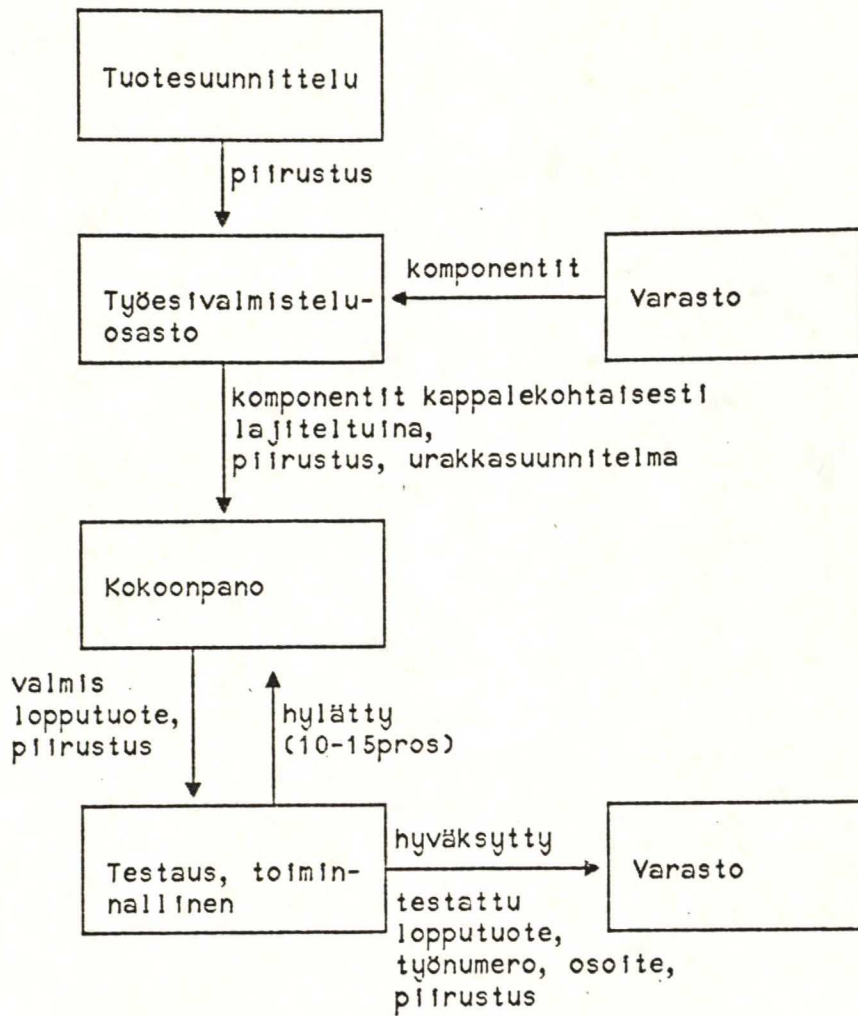 Tuotesuunnittelu
piirustus
komponentit
Työesivalmistelu-
osasto
Varasto
komponentit kappalekohtaisesti
lajiteltuina,
piirustus, urakkasuunnitelma
Kokoonpano
valmis
lopputuote,
piirustus
hylätty
(10-15pros)
Testaus, toimin-
nallinen
hyväksytty
testattu
lopputuote,
työnumero, osoite,
piirustus
Varasto